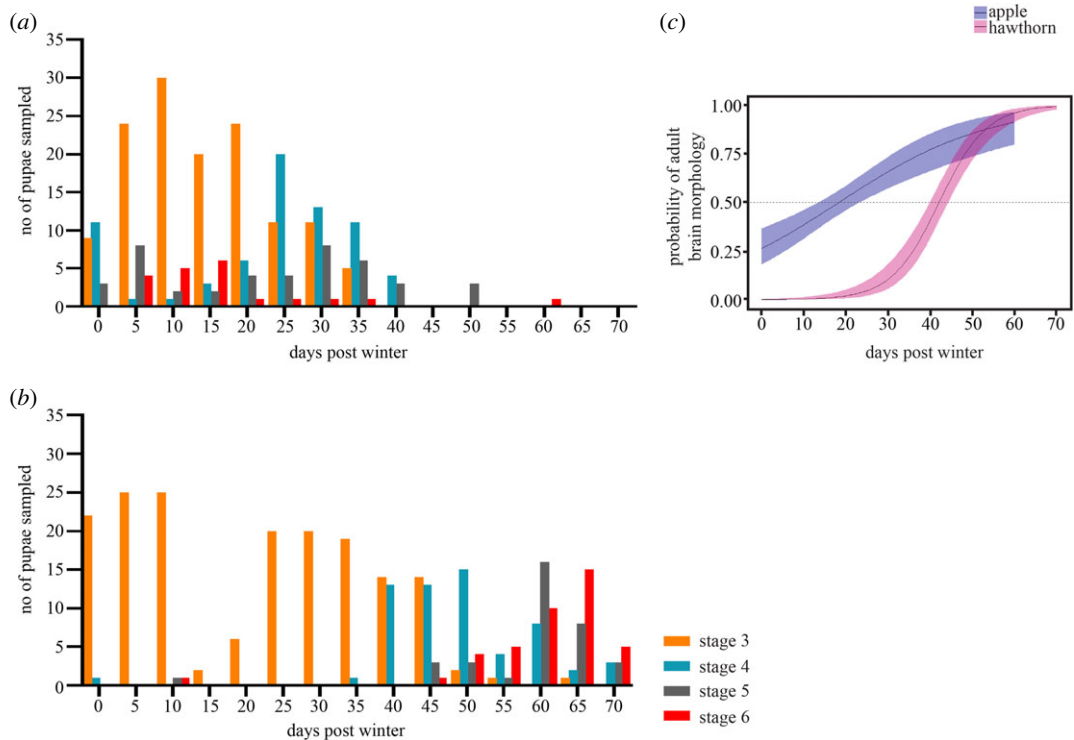 (a)
35
30
25
20
15
10
5
0
no of pupae sampled
0 5 10 15 20 25 30 35 40 45 50 55 60 65 70
days post winter
(c)
apple
hawthorn
1.00
0.75
0.50
0.25
0.00
probability of adult
brain morphology
0 10 20 30 40 50 60 70
days post winter
(b)
35
30
25
20
15
10
5
0
no of pupae sampled
0 5 10 15 20 25 30 35 40 45 50 55 60 65 70
days post winter
stage 3
stage 4
stage 5
stage 6